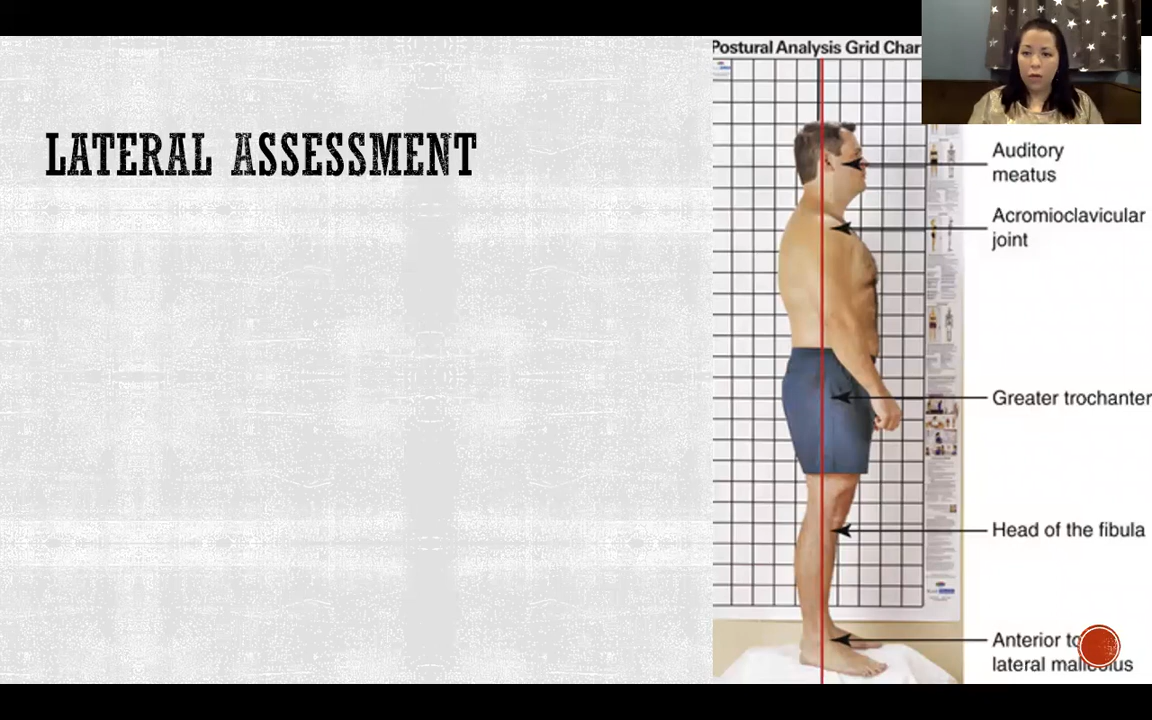 LATERAL ASSESSMENT
Postural Analysis Grid Char
Auditory
meatus
Acromioclavicular
joint
Greater trochanter
Head of the fibula
Anterior to
lateral malleolus